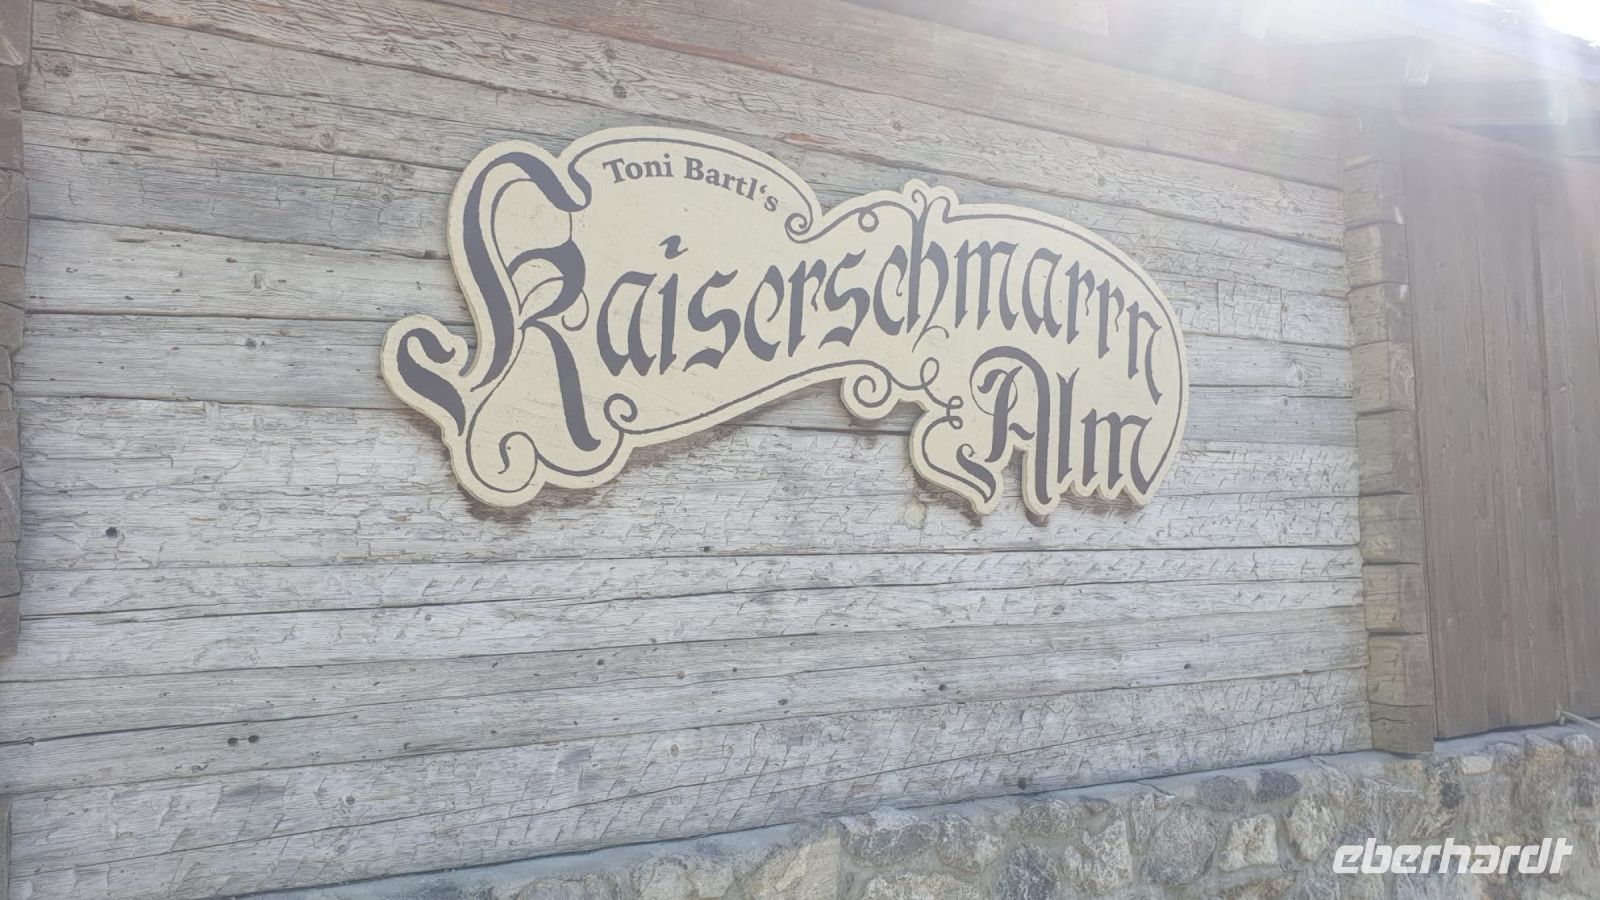 Toni Bartl‘s
Kaiserschmarrn
Alm
eberhardt